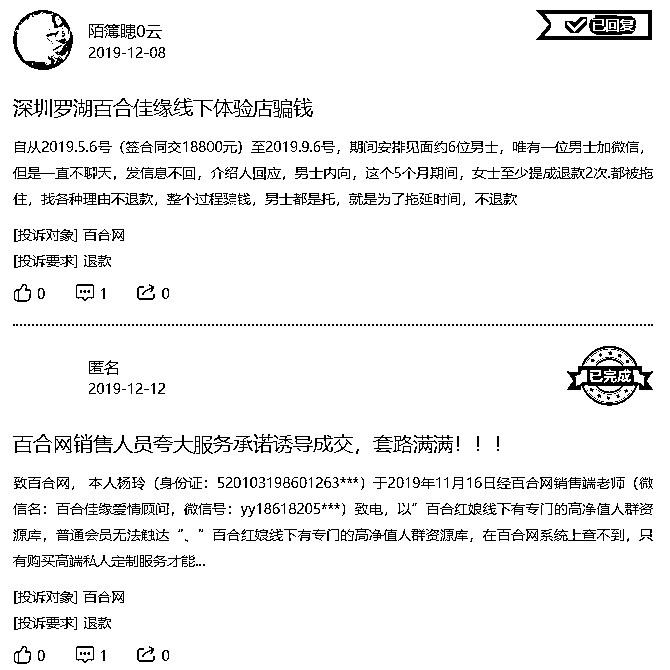 陌篱瞎0云
已回复
2019-12-08
深圳罗湖百合佳缘线下体验店骗钱
自从2019.5.6号（签合同交18800元）至2019.9.6号，期间安排见面约6位男士，唯有一位男士加微信，
但是一直不聊天，发信息不回，介绍人回应，男士内向，这个5个月期间，女士至少提成退款2次.都被拖
住，找各种理由不退款，整个过程骗钱，男士都是托，就是为了拖延时间，不退款
[投诉对象] 百合网
[投诉要求] 退款
0 1 0
匿名
2019-12-12
已完成
百合网销售人员夸大服务承诺诱导成交，套路满满！！！
致百合网， 本人杨玲（身份证：520103198601263***）于2019年11月16日经百合网销售端老师（微
信名：百合佳缘爱情顾问，微信号：yy18618205***）致电，以“百合红娘线下有专门的高净值人群资
源库，普通会员无法触达“、”百合红娘线下有专门的高净值人群资源库，在百合网系统上查不到，只
有购买高端私人定制服务才能...
[投诉对象] 百合网
[投诉要求] 退款
0 1 0